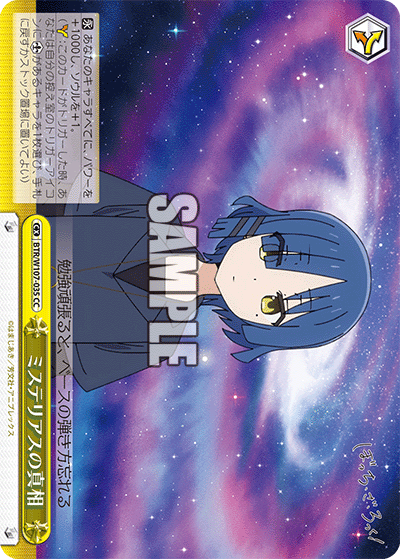 あなたのキャラすべてに、パワーを
+1000し、ソウルを+1。
(：このカードがトリガーした時、あ
なたは自分の控え室のトリガーアイコ
ンにがあるキャラを1枚選び、手札
に戻すかストック置場に置いてよい)
SAMPLE
勉強頑張ると、ベースの弾き方忘れる
ぼっち・ざ・ろっく!
CX
BTR/W107-035 CC
ミステリアスの真相
©はまじあき／芳文社・アニプレックス